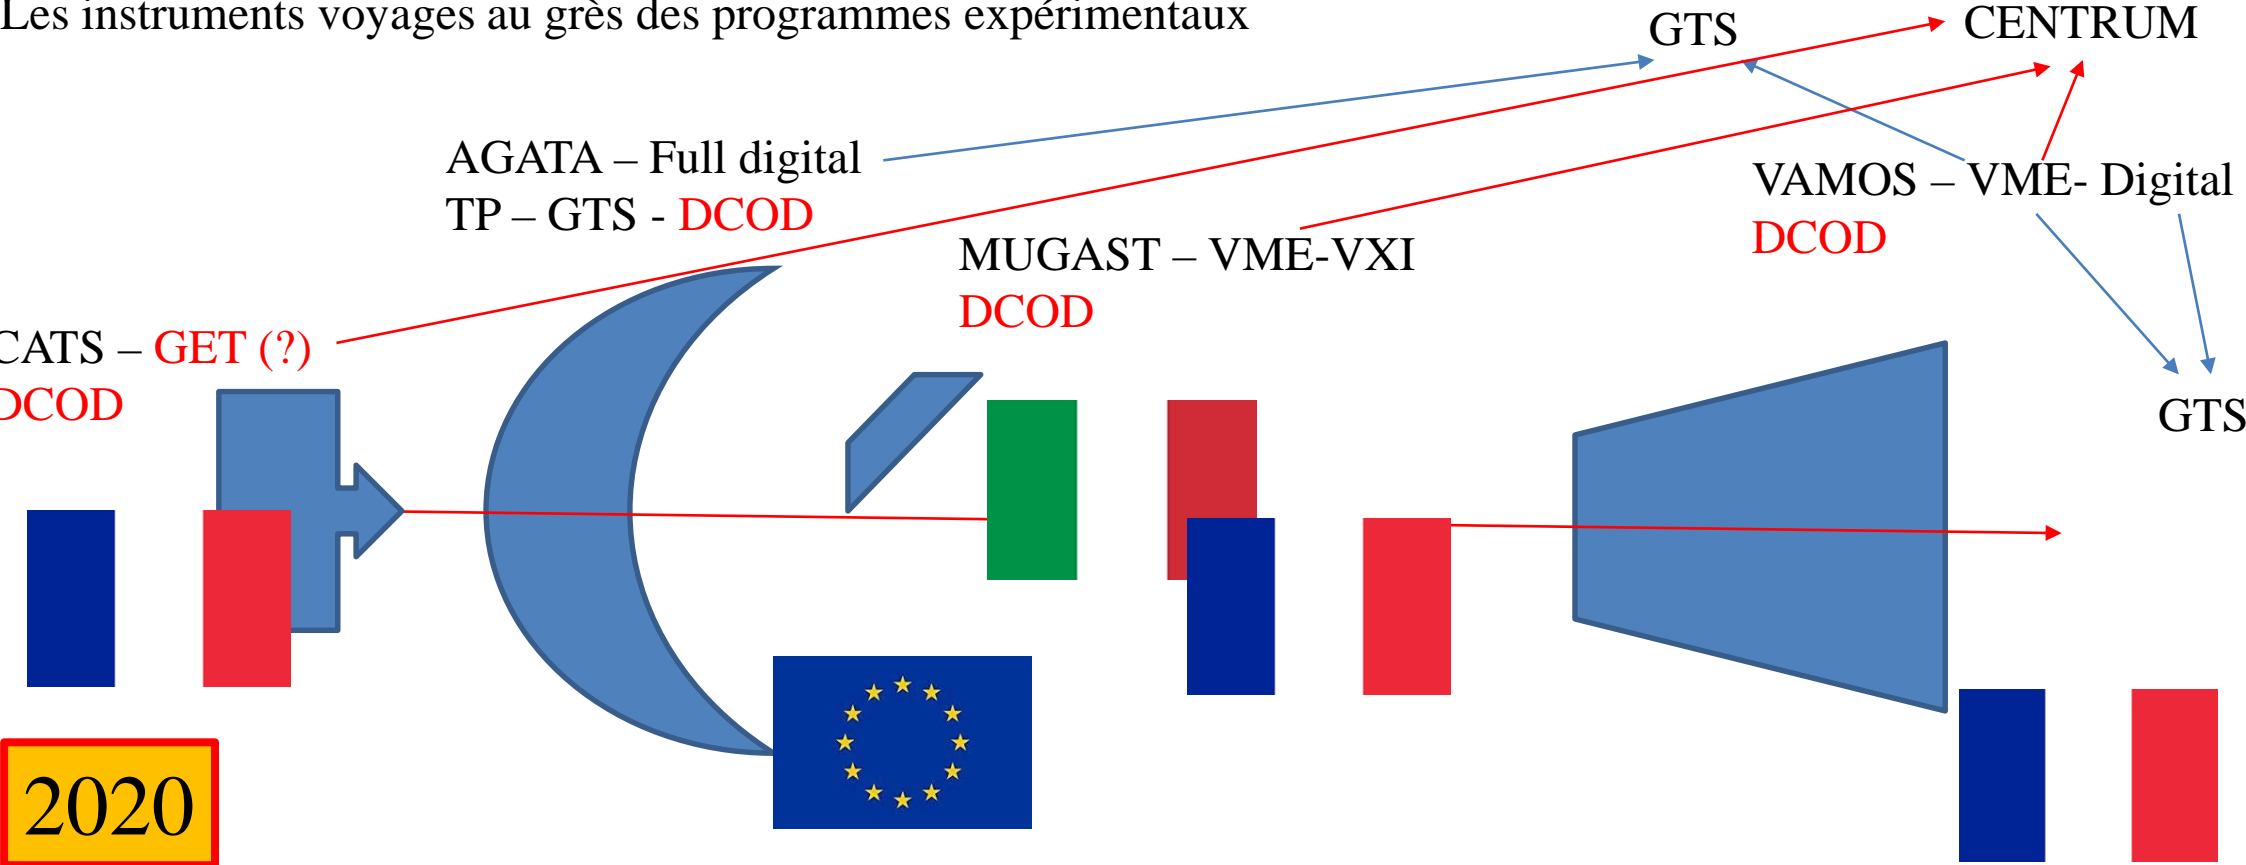 Les instruments voyages au grès des programmes expérimentaux
GTS
CENTRUM
AGATA – Full digital
TP – GTS - DCOD
VAMOS – VME- Digital
DCOD
MUGAST – VME-VXI
DCOD
CATS – GET (?)
DCOD
GTS
2020